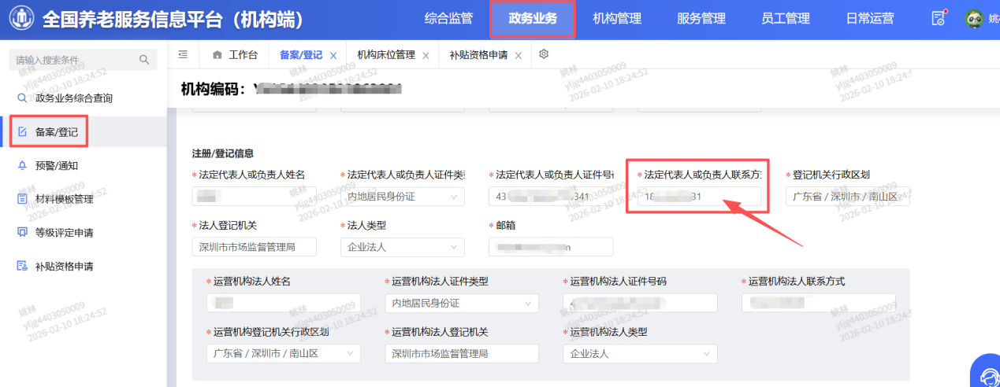 全国养老服务信息平台（机构端）
综合监管 政务业务 机构管理 服务管理 员工管理 日常运营
请输入搜索条件
工作台 备案/登记 机构床位管理 补贴资格申请
机构编码：
政务业务综合查询
备案/登记
预警/通知
材料模板管理
等级评定申请
补贴资格申请
注册/登记信息
*法定代表人或负责人姓名 *法定代表人或负责人证件类 *法定代表人或负责人证件号 *法定代表人或负责人联系方 *登记机关行政区划
内地居民身份证 43 341 18 31 广东省 / 深圳市 / 南山区
*法人登记机关 *法人类型 *邮箱
深圳市市场监督管理局 企业法人
*运营机构法人姓名 *运营机构法人证件类型 *运营机构法人证件号码 *运营机构法人联系方式
内地居民身份证
*运营机构登记机关行政区划 *运营机构法人登记机关 *运营机构法人类型
广东省 / 深圳市 / 南山区 深圳市市场监督管理局 企业法人
姚林
yljg4403050009
2026-02-10 18:24:52